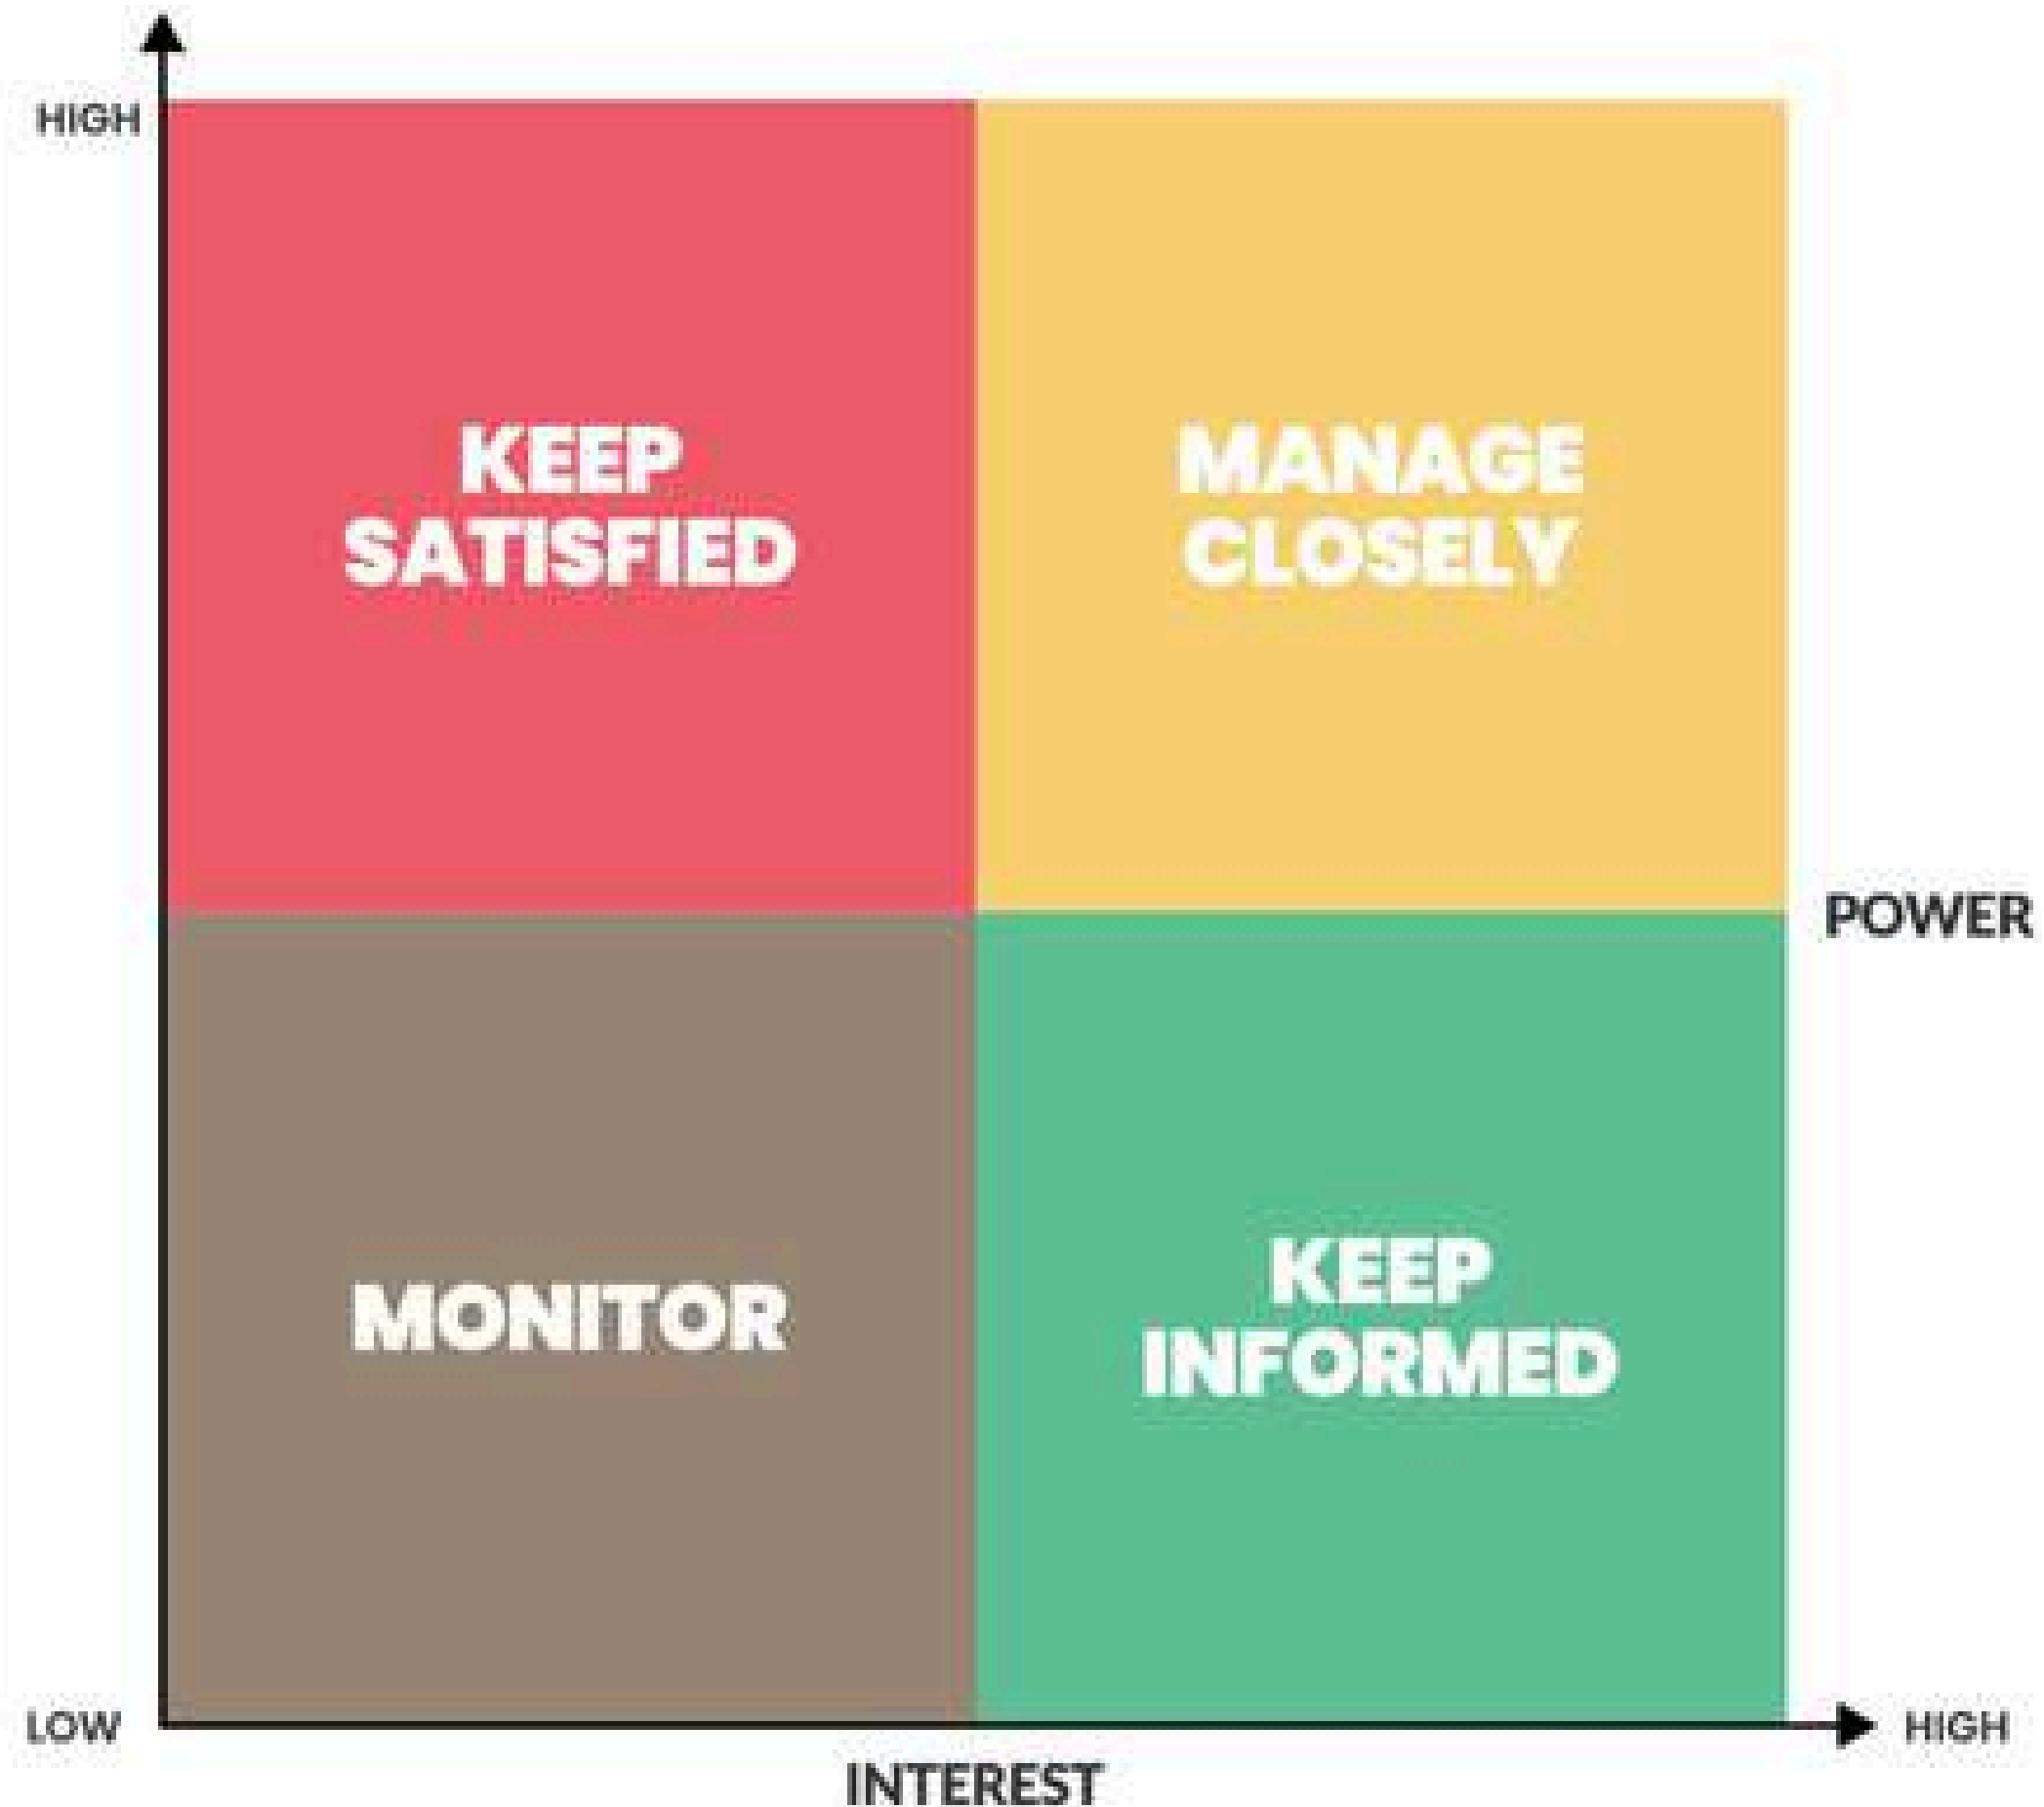 HIGH
KEEP
SATISFIED
MANAGE
CLOSELY
POWER
MONITOR
KEEP
INFORMED
LOW
HIGH
INTEREST